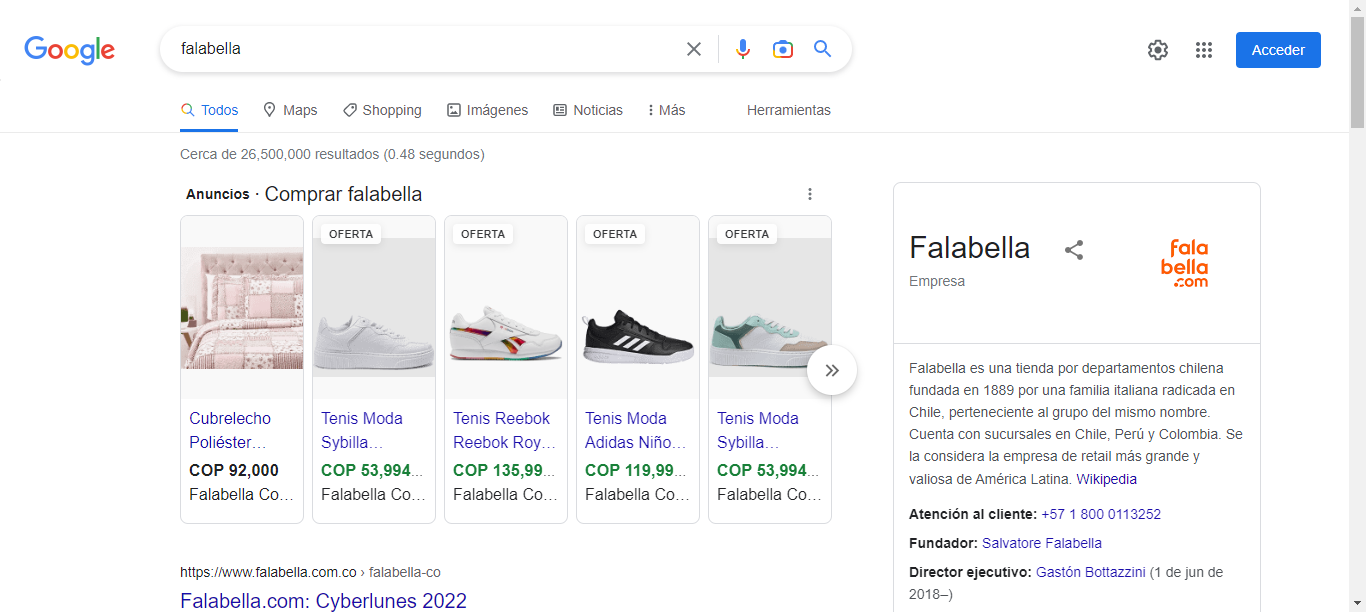 Google
falabella
Acceder
Todos
Maps
Shopping
Imágenes
Noticias
Más
Herramientas
Cerca de 26,500,000 resultados (0.48 segundos)
Anuncios · Comprar falabella
Cubrelecho
Poliéster...
COP 92,000
Falabella Co...
OFERTA
Tenis Moda
Sybilla...
COP 53,994...
Falabella Co...
OFERTA
Tenis Reebok
Reebok Roy...
COP 135,99...
Falabella Co...
OFERTA
Tenis Moda
Adidas Niño...
COP 119,99...
Falabella Co...
OFERTA
Tenis Moda
Sybilla...
COP 53,994...
Falabella Co...
https://www.falabella.com.co › falabella-co
Falabella.com: Cyberlunes 2022
Falabella
Empresa
fala
bella
.com
Falabella es una tienda por departamentos chilena
fundada en 1889 por una familia italiana radicada en
Chile, perteneciente al grupo del mismo nombre.
Cuenta con sucursales en Chile, Perú y Colombia. Se
la considera la empresa de retail más grande y
valiosa de América Latina. Wikipedia
Atención al cliente: +57 1 800 0113252
Fundador: Salvatore Falabella
Director ejecutivo: Gastón Bottazzini (1 de jun de
2018–)